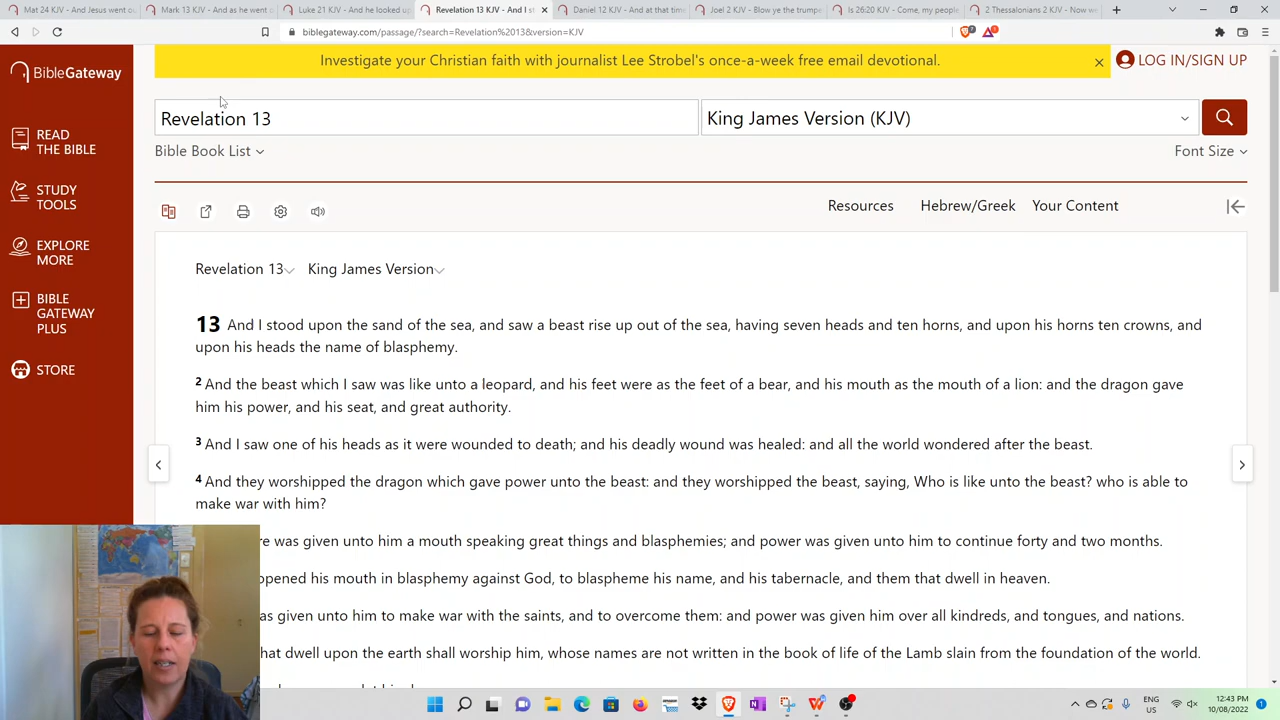 Mat 24 KJV - And Jesus went ou
Mark 13 KJV - And as he went o
Luke 21 KJV - And he looked up
Revelation 13 KJV - And I st
Daniel 12 KJV - And at that time
Joel 2 KJV - Blow ye the trumpe
Is 26:20 KJV - Come, my people
2 Thessalonians 2 KJV - Now w
biblegateway.com/passage/?search=Revelation%2013&version=KJV
Investigate your Christian faith with journalist Lee Strobel's once-a-week free email devotional.
LOG IN/SIGN UP
BibleGateway
Revelation 13
King James Version (KJV)
Bible Book List
Font Size
READ
THE BIBLE
STUDY
TOOLS
EXPLORE
MORE
BIBLE
GATEWAY
PLUS
STORE
Resources
Hebrew/Greek
Your Content
Revelation 13
King James Version
13 And I stood upon the sand of the sea, and saw a beast rise up out of the sea, having seven heads and ten horns, and upon his horns ten crowns, and
upon his heads the name of blasphemy.
2 And the beast which I saw was like unto a leopard, and his feet were as the feet of a bear, and his mouth as the mouth of a lion: and the dragon gave
him his power, and his seat, and great authority.
3 And I saw one of his heads as it were wounded to death; and his deadly wound was healed: and all the world wondered after the beast.
4 And they worshipped the dragon which gave power unto the beast: and they worshipped the beast, saying, Who is like unto the beast? who is able to
make war with him?
re was given unto him a mouth speaking great things and blasphemies; and power was given unto him to continue forty and two months.
opened his mouth in blasphemy against God, to blaspheme his name, and his tabernacle, and them that dwell in heaven.
as given unto him to make war with the saints, and to overcome them: and power was given him over all kindreds, and tongues, and nations.
hat dwell upon the earth shall worship him, whose names are not written in the book of life of the Lamb slain from the foundation of the world.
ENG
US
12:43 PM
10/08/2022